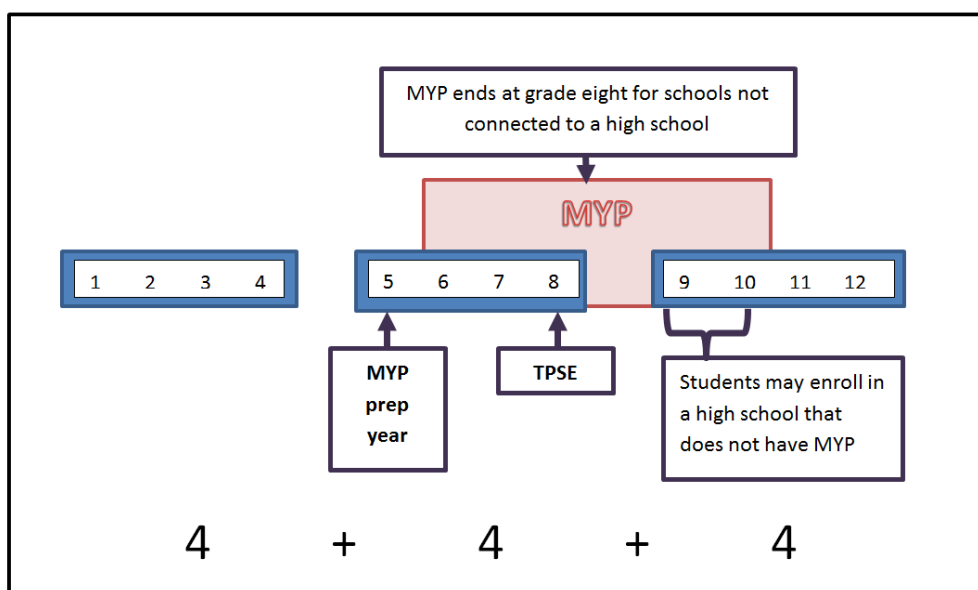 MYP ends at grade eight for schools not
connected to a high school
MYP
1 2 3 4
5 6 7 8
9 10 11 12
MYP
prep
year
TPSE
Students may enroll in
a high school that
does not have MYP
4 + 4 + 4